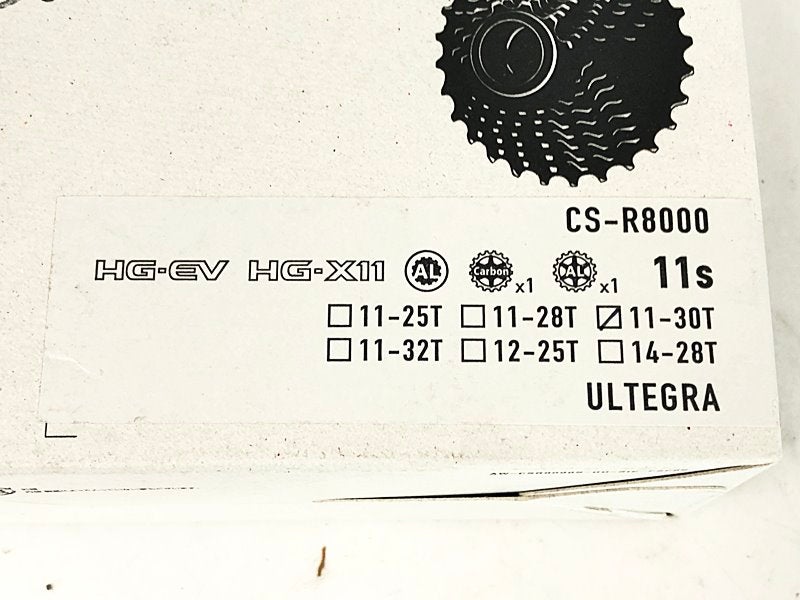 CS-R8000
HG-EV HG-X11 AL Carbon x1 AL x1 11s
11-25T 11-28T 11-30T
11-32T 12-25T 14-28T
ULTEGRA